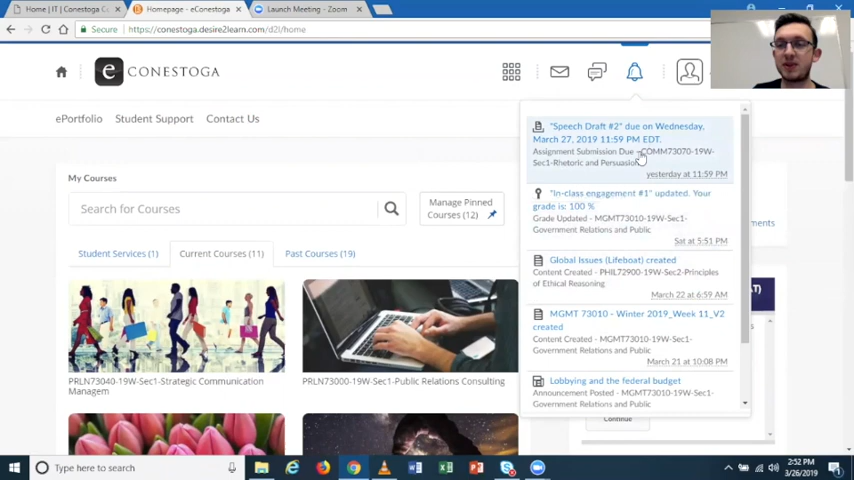 Home | IT | Conestoga C
Homepage - eConestoga
Launch Meeting - Zoom
Secure
https://conestoga.desire2learn.com/d2l/home
e CONESTOGA
ePortfolio
Student Support
Contact Us
My Courses
Search for Courses
Manage Pinned
Courses (12)
Student Services (1)
Current Courses (11)
Past Courses (19)
PRLN73040-19W-Sec1-Strategic Communication
Managem
PRLN73000-19W-Sec1-Public Relations Consulting
"Speech Draft #2" due on Wednesday,
March 27, 2019 11:59 PM EDT.
Assignment Submission Due - COMM73070-19W-
Sec1-Rhetoric and Persuasion
yesterday at 11:59 PM
"In-class engagement #1" updated. Your
grade is: 100 %
Grade Updated - MGMT73010-19W-Sec1-
Government Relations and Public
Sat at 5:51 PM
Global Issues (Lifeboat) created
Content Created - PHIL72900-19W-Sec2-Principles
of Ethical Reasoning
March 22 at 6:59 AM
MGMT 73010 - Winter 2019_Week 11_V2
created
Content Created - MGMT73010-19W-Sec1-
Government Relations and Public
March 21 at 10:08 PM
Lobbying and the federal budget
Announcement Posted - MGMT73010-19W-Sec1-
Government Relations and Public
ments
AT)
Continue
Type here to search
2:52 PM
3/26/2019